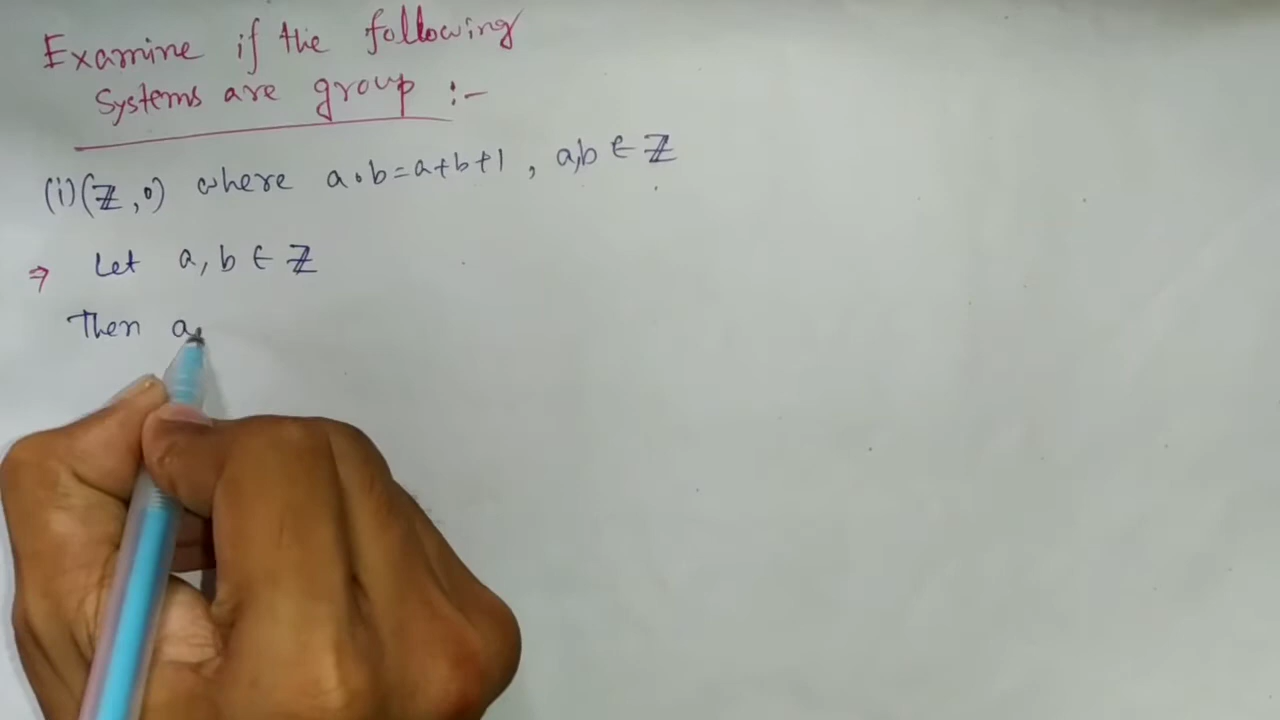 Examine if the following
Systems are group :-
(i) (ℤ, o) where a o b = a + b + 1 , a,b ∈ ℤ
⇒ Let a, b ∈ ℤ
Then a